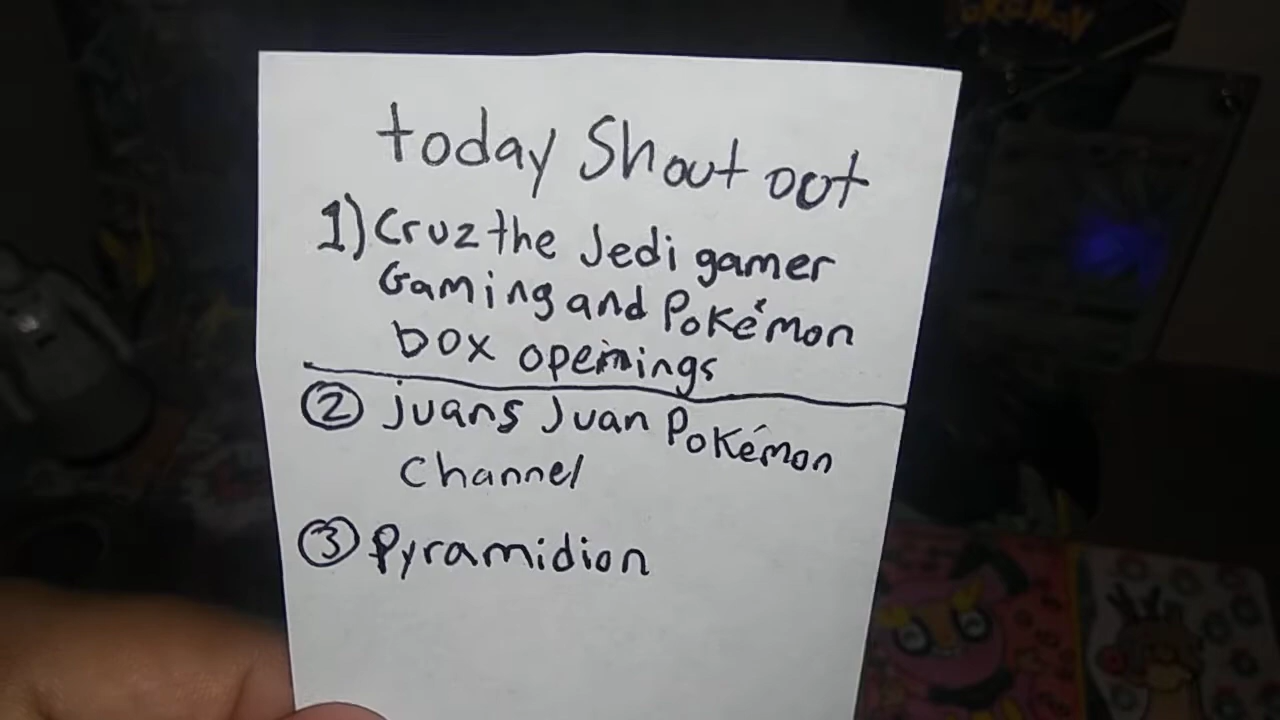 today Shout out
1) Cruz the Jedi gamer
Gaming and Pokémon
box openings
② juans Juan Pokémon
Channel
③ Pyramidion